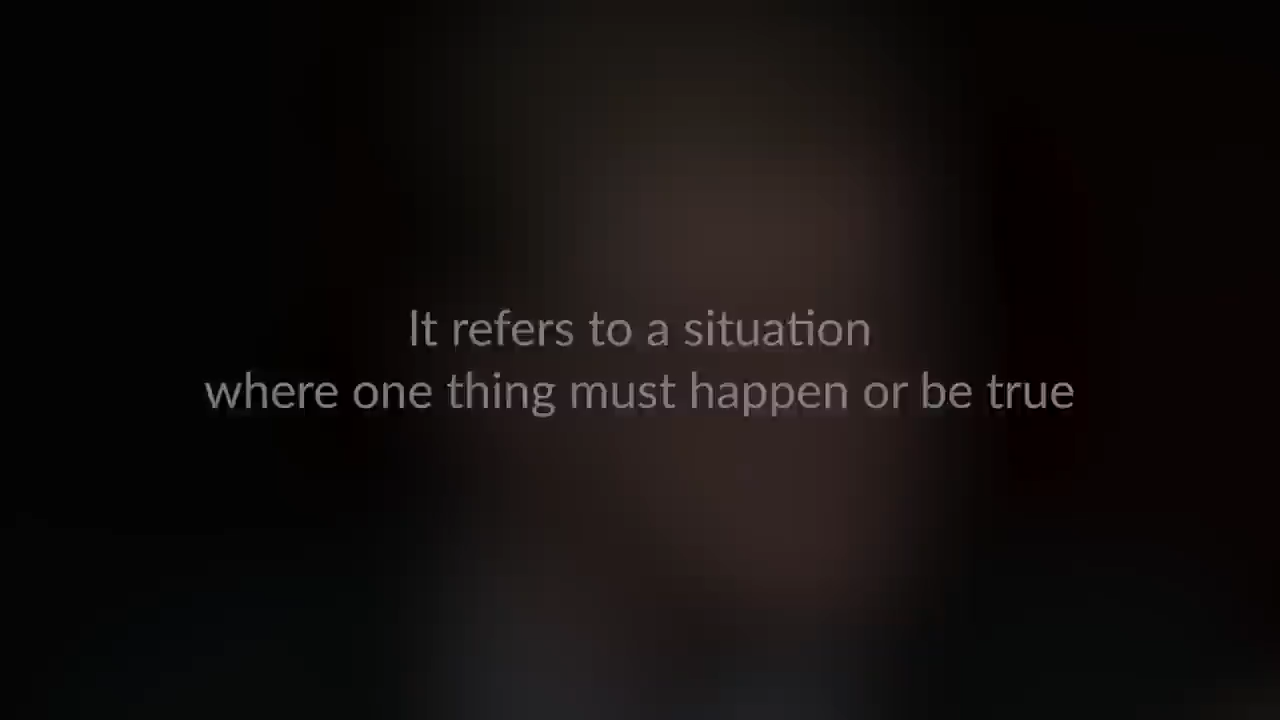 It refers to a situation
where one thing must happen or be true